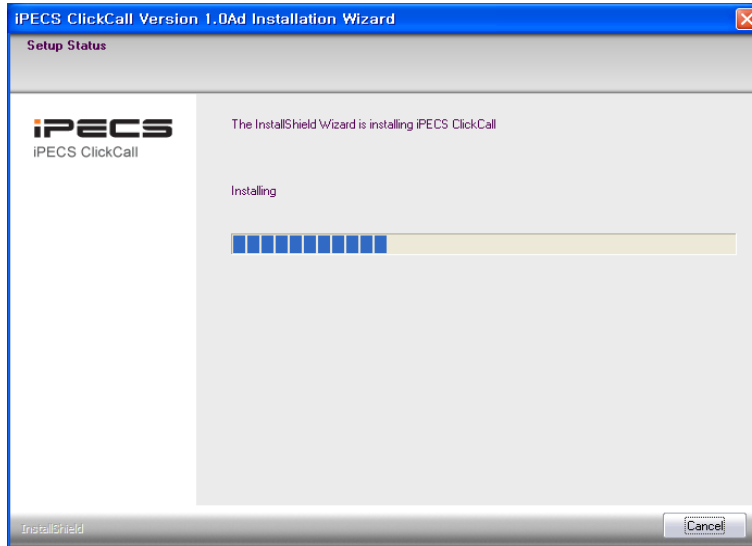 iPECS ClickCall Version 1.0Ad Installation Wizard
Setup Status
iPECS
iPECS ClickCall
The InstallShield Wizard is installing iPECS ClickCall
Installing
InstallShield
Cancel